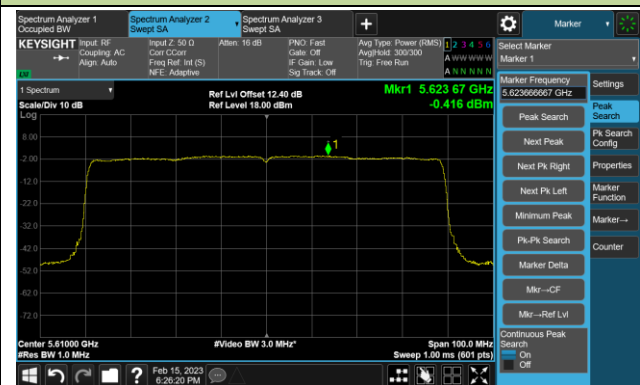 Spectrum Analyzer 1
Occupied BW
Spectrum Analyzer 2
Swept SA
Spectrum Analyzer 3
Swept SA
+
Marker
KEYSIGHT
Input: RF
Coupling: AC
Align: Auto
Input Z: 50 Ω
Corr CCorr
Freq Ref: Int (S)
NFE: Adaptive
Atten: 16 dB
PNO: Fast
Gate: Off
IF Gain: Low
Sig Track: Off
Avg Type: Power (RMS)
Avg|Hold: 300/300
Trig: Free Run
1 2 3 4 5 6
A W W W W W
A N N N N N
Select Marker
Marker 1
1 Spectrum
Scale/Div 10 dB
Log
Ref Lvl Offset 12.40 dB
Ref Level 18.00 dBm
Mkr1 5.623 67 GHz
-0.416 dBm
1
8.00
-2.00
-12.0
-22.0
-32.0
-42.0
-52.0
-62.0
-72.0
Center 5.61000 GHz
#Res BW 1.0 MHz
#Video BW 3.0 MHz*
Span 100.0 MHz
Sweep 1.00 ms (601 pts)
Marker Frequency
5.623666667 GHz
Peak Search
Next Peak
Next Pk Right
Next Pk Left
Minimum Peak
Pk-Pk Search
Marker Delta
Mkr→CF
Mkr→Ref Lvl
Continuous Peak
Search
On
Off
Settings
Peak
Search
Pk Search
Config
Properties
Marker
Function
Marker→
Counter
?
Feb 15, 2023
6:26:20 PM